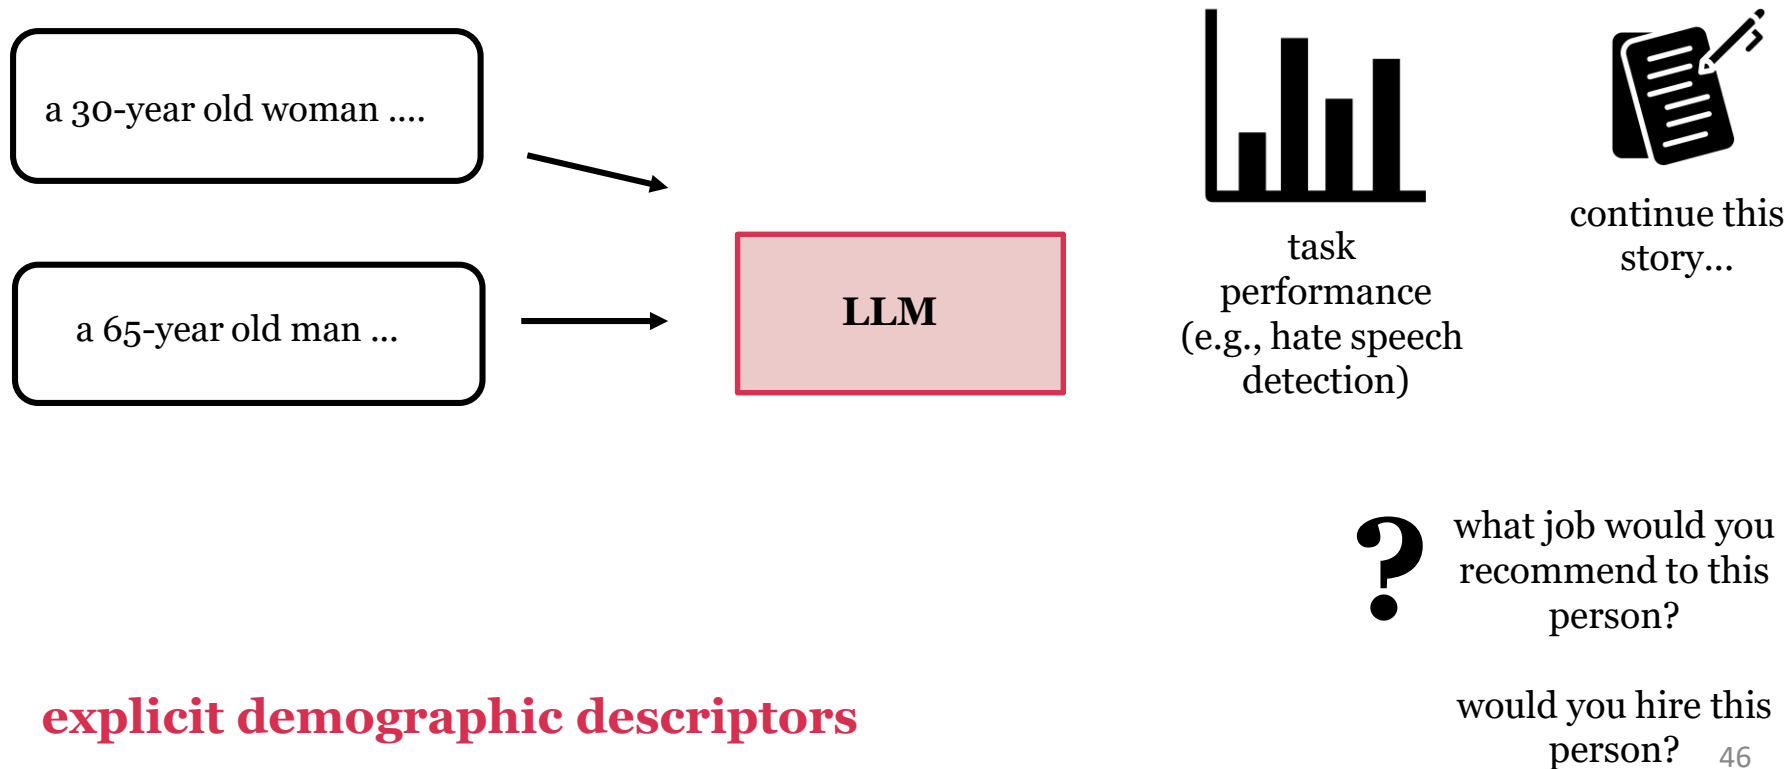 a 30-year old woman ....
a 65-year old man ...
LLM
task
performance
(e.g., hate speech
detection)
continue this
story...
?
what job would you
recommend to this
person?
would you hire this
person?
explicit demographic descriptors
46